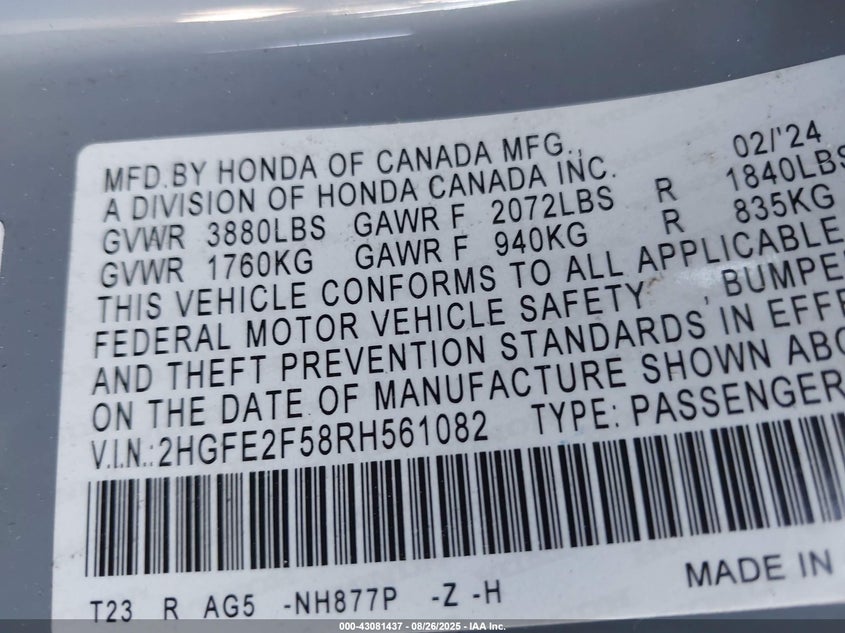 MFD.BY HONDA OF CANADA MFG., 02/'24
A DIVISION OF HONDA CANADA INC.
GVWR 3880LBS GAWR F 2072LBS R 1840LBS
GVWR 1760KG GAWR F 940KG R 835KG
THIS VEHICLE CONFORMS TO ALL APPLICABLE
FEDERAL MOTOR VEHICLE SAFETY , BUMPER
AND THEFT PREVENTION STANDARDS IN EFFE
ON THE DATE OF MANUFACTURE SHOWN ABO
V.I.N.:2HGFE2F58RH561082 TYPE: PASSENGER
T23 R AG5 -NH877P -Z -H MADE IN
000-43081437 - 08/26/2025 - IAA Inc.